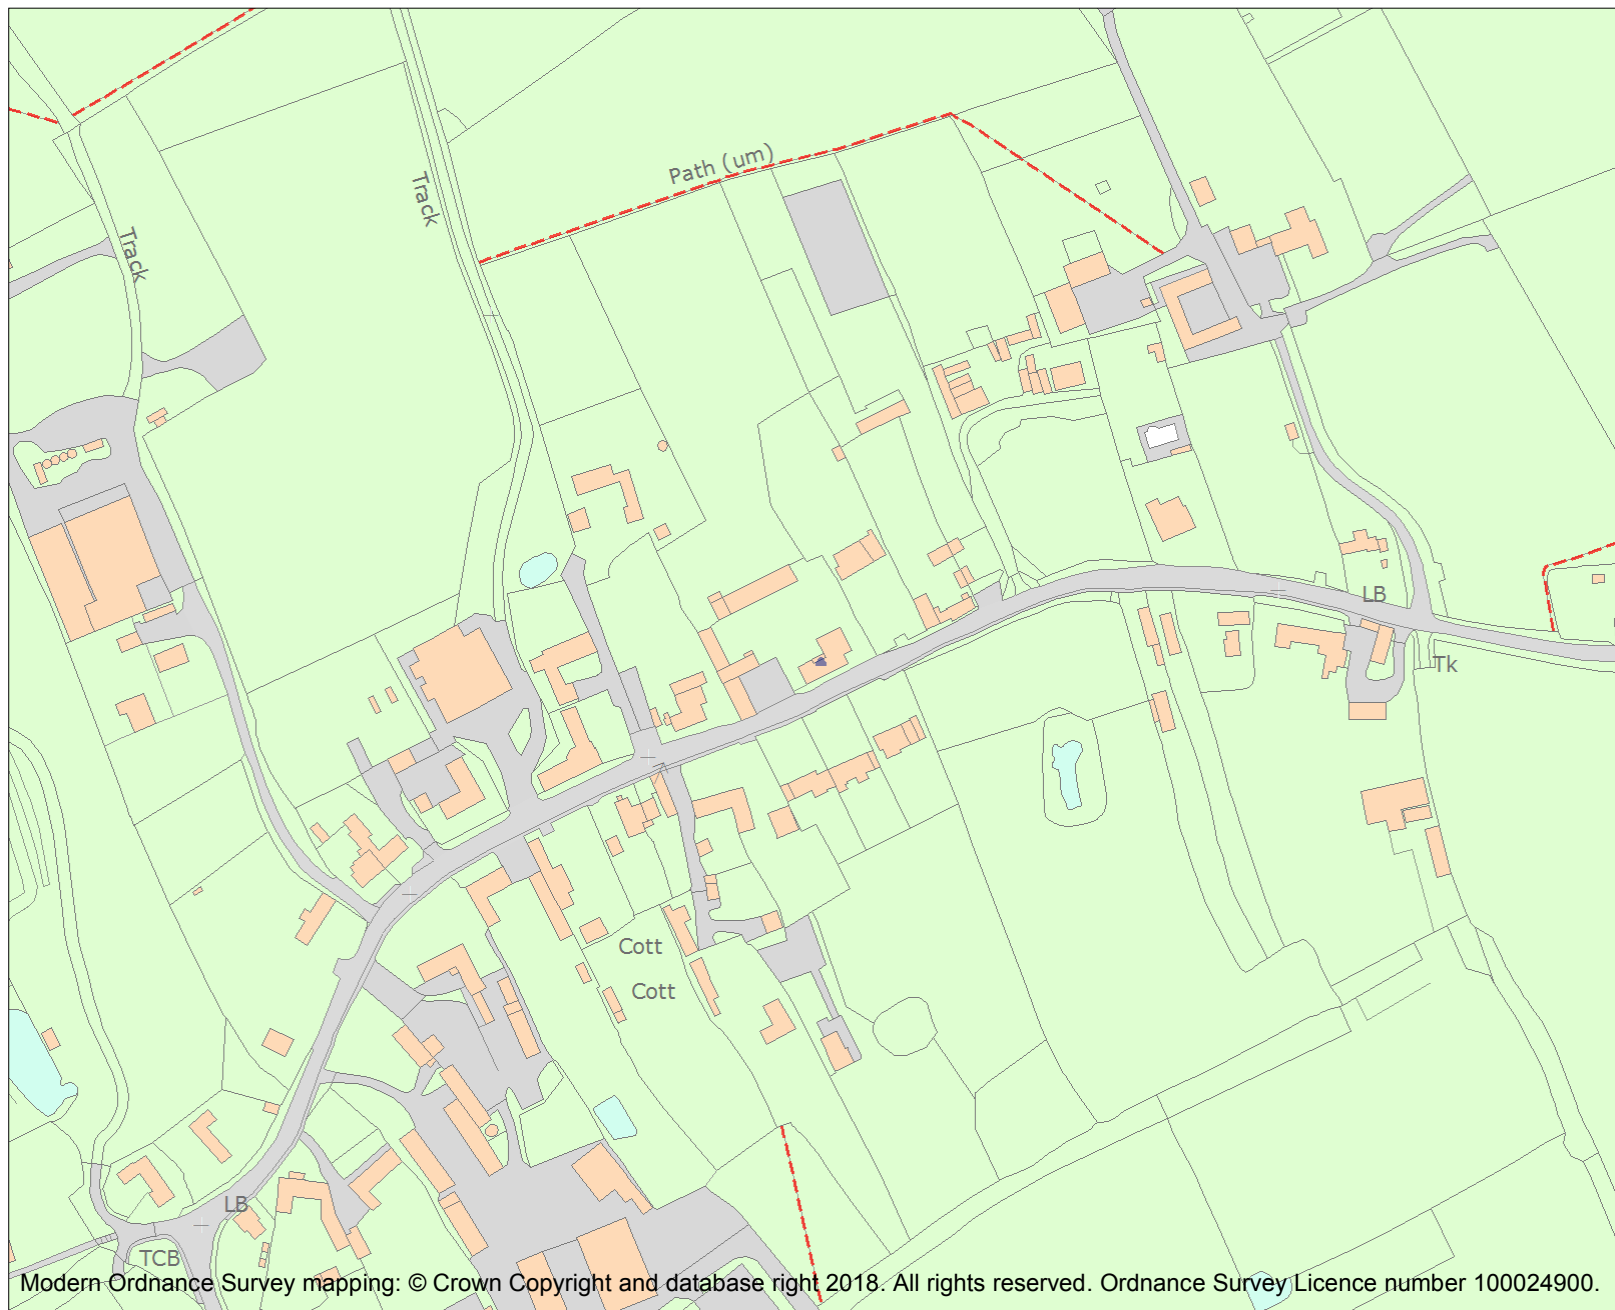 Path (um)
Track
Track
LB
Tk
Cott
Cott
LB
TCB
Modern Ordnance Survey mapping: © Crown Copyright and database right 2018. All rights reserved. Ordnance Survey Licence number 100024900.